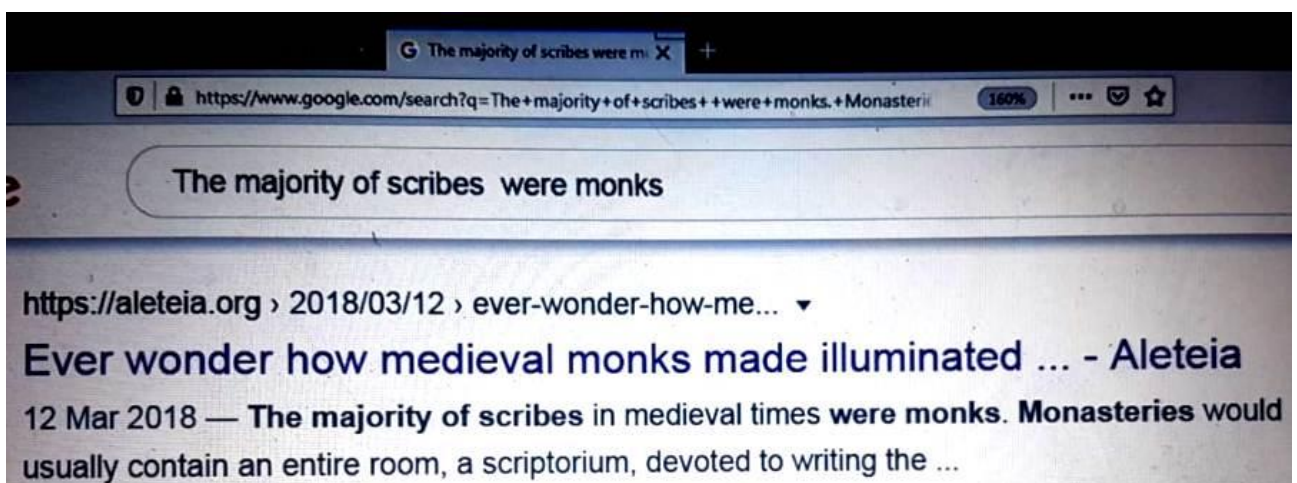 G The majority of scribes were m
https://www.google.com/search?q=The+majority+of+scribes++were+monks.+Monasteri
160%
The majority of scribes were monks
https://aleteia.org › 2018/03/12 › ever-wonder-how-me...
Ever wonder how medieval monks made illuminated ... - Aleteia
12 Mar 2018 — The majority of scribes in medieval times were monks. Monasteries would
usually contain an entire room, a scriptorium, devoted to writing the ...